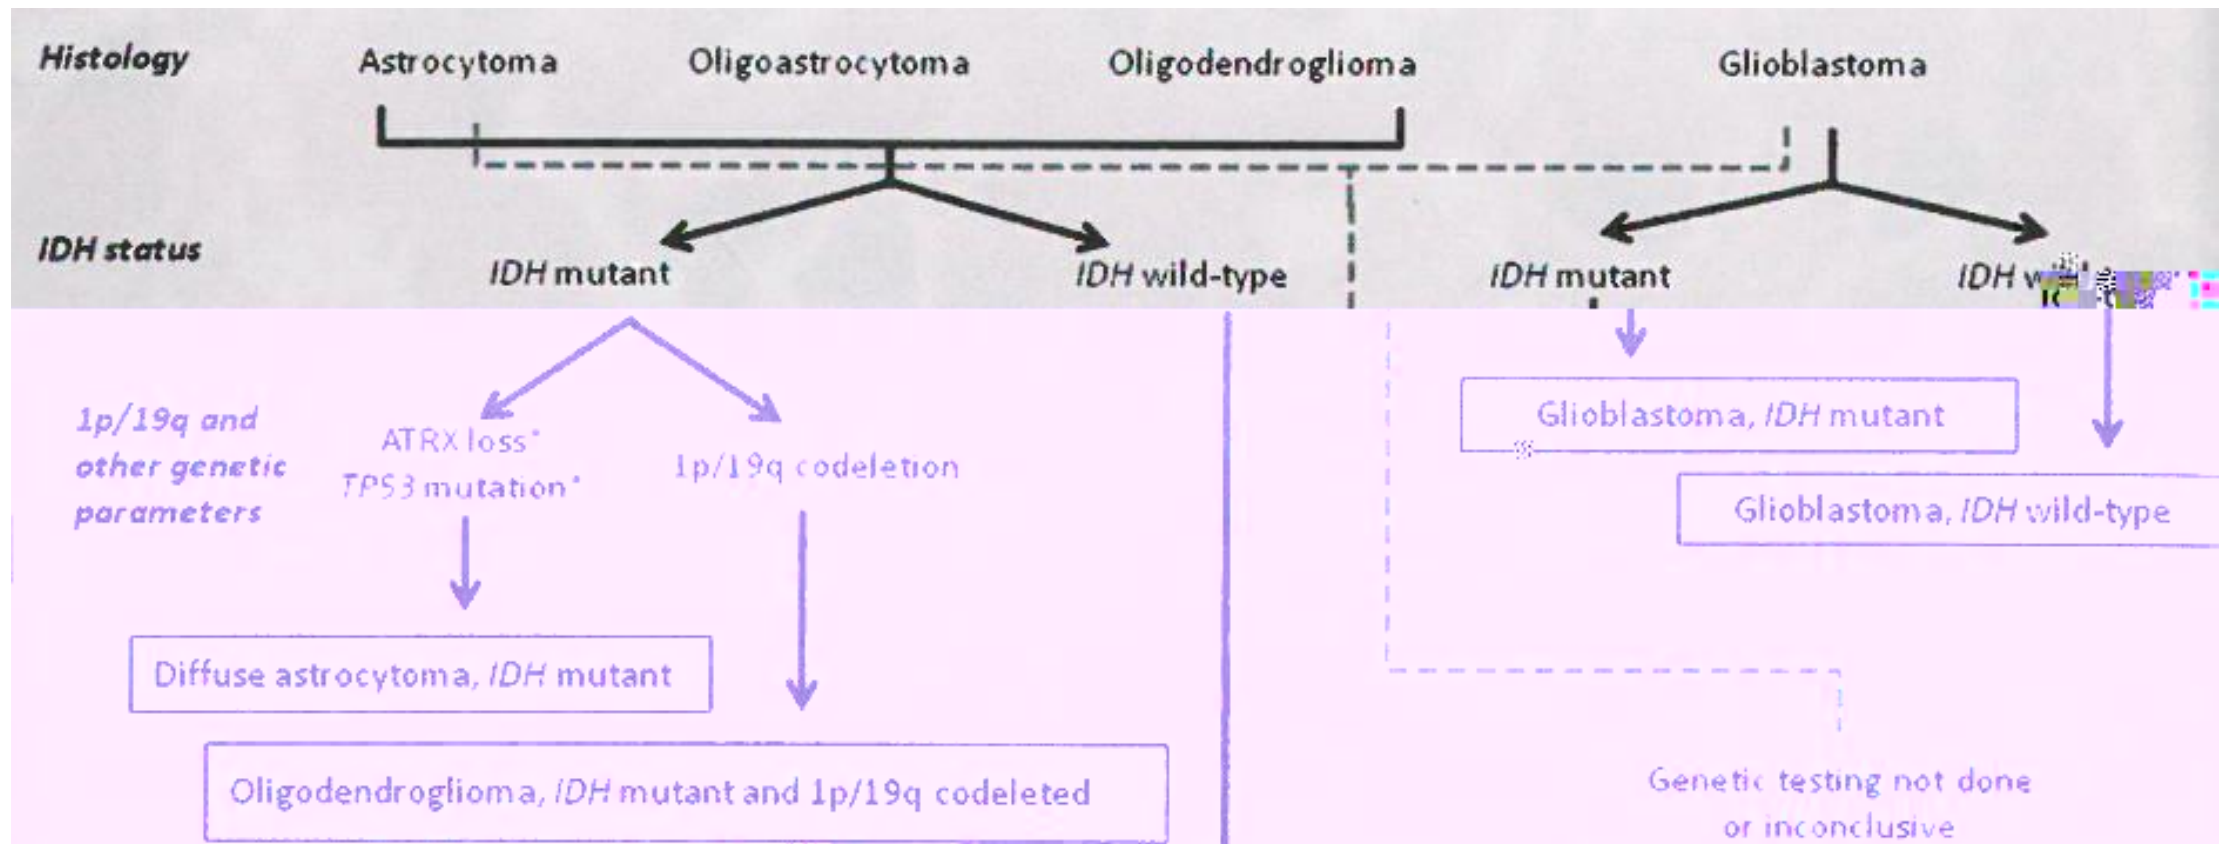 Histology Astrocytoma Oligoastrocytoma Oligodendroglioma Glioblastoma
IDH status
IDH mutant IDH wild-type IDH mutant IDH
1p/19q and
other genetic
parameters
ATRX loss*
TP53 mutation*
1p/19q codeletion
Glioblastoma, IDH mutant
Glioblastoma, IDH wild-type
Diffuse astrocytoma, IDH mutant
Oligodendroglioma, IDH mutant and 1p/19q codeleted
Genetic testing not done
or inconclusive